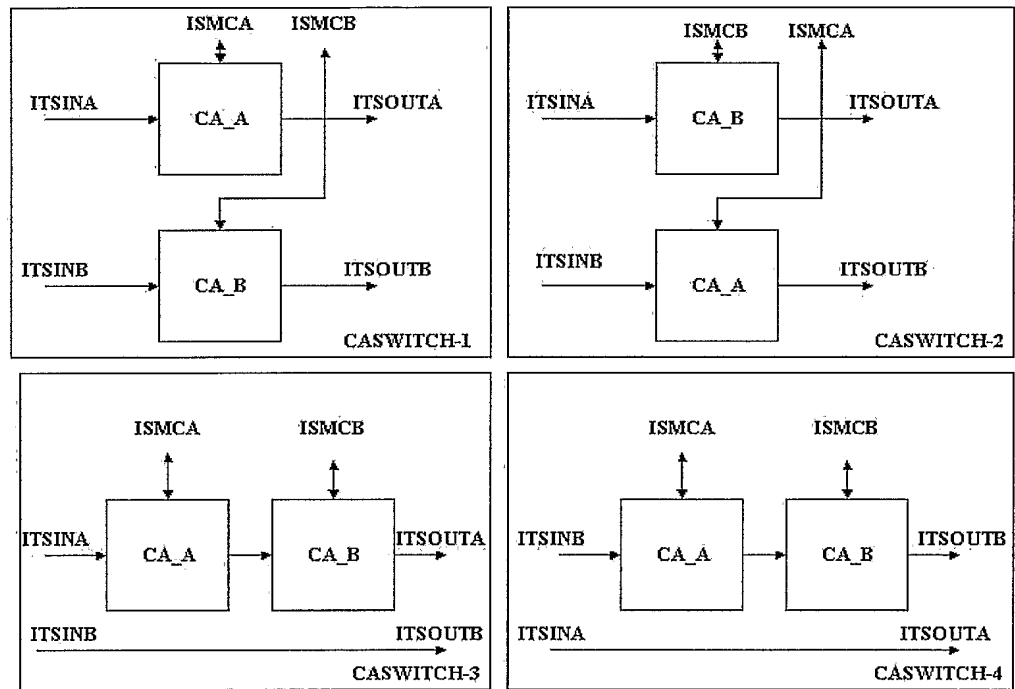 ISMCA ISMCB
ITSINA CA_A ITSOUTA
ITSINB CA_B ITSOUTB
CASWITCH-1
ISMCB ISMCA
ITSINA CA_B ITSOUTA
ITSINB CA_A ITSOUTB
CASWITCH-2
ISMCA ISMCB
ITSINA CA_A CA_B ITSOUTA
ITSINB ITSOUTB
CASWITCH-3
ISMCA ISMCB
ITSINB CA_A CA_B ITSOUTB
ITSINA ITSOUTA
CASWITCH-4